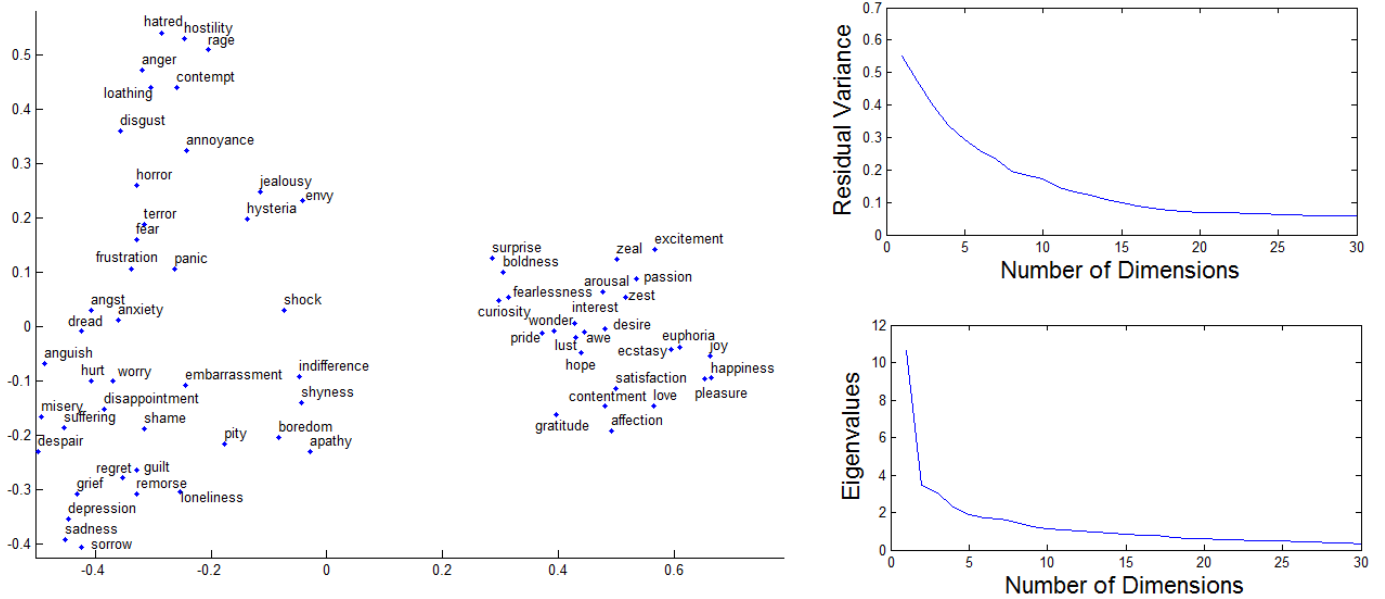 hatred
hostility
rage
0.5
anger
contempt
loathing
0.4
disgust
annoyance
0.3
horror
jealousy
envy
0.2
terror
hysteria
fear
surprise
zeal
excitement
boldness
0.1
frustration
panic
arousal
passion
angst
anxiety
shock
fearlessness
zest
curiosity
interest
0
dread
wonder
desire
pride
awe
euphoria
lust
ecstasy
joy
anguish
hope
-0.1
hurt
worry
embarrassment
indifference
satisfaction
happiness
pleasure
misery
disappointment
shyness
contentment
love
suffering
shame
gratitude
affection
-0.2
despair
pity
boredom
apathy
regret
guilt
-0.3
grief
remorse
loneliness
depression
sadness
-0.4
sorrow
-0.4 -0.2 0 0.2 0.4 0.6
Residual Variance
0.7
0.6
0.5
0.4
0.3
0.2
0.1
0
0 5 10 15 20 25 30
Number of Dimensions
Eigenvalues
12
10
8
6
4
2
0
0 5 10 15 20 25 30
Number of Dimensions